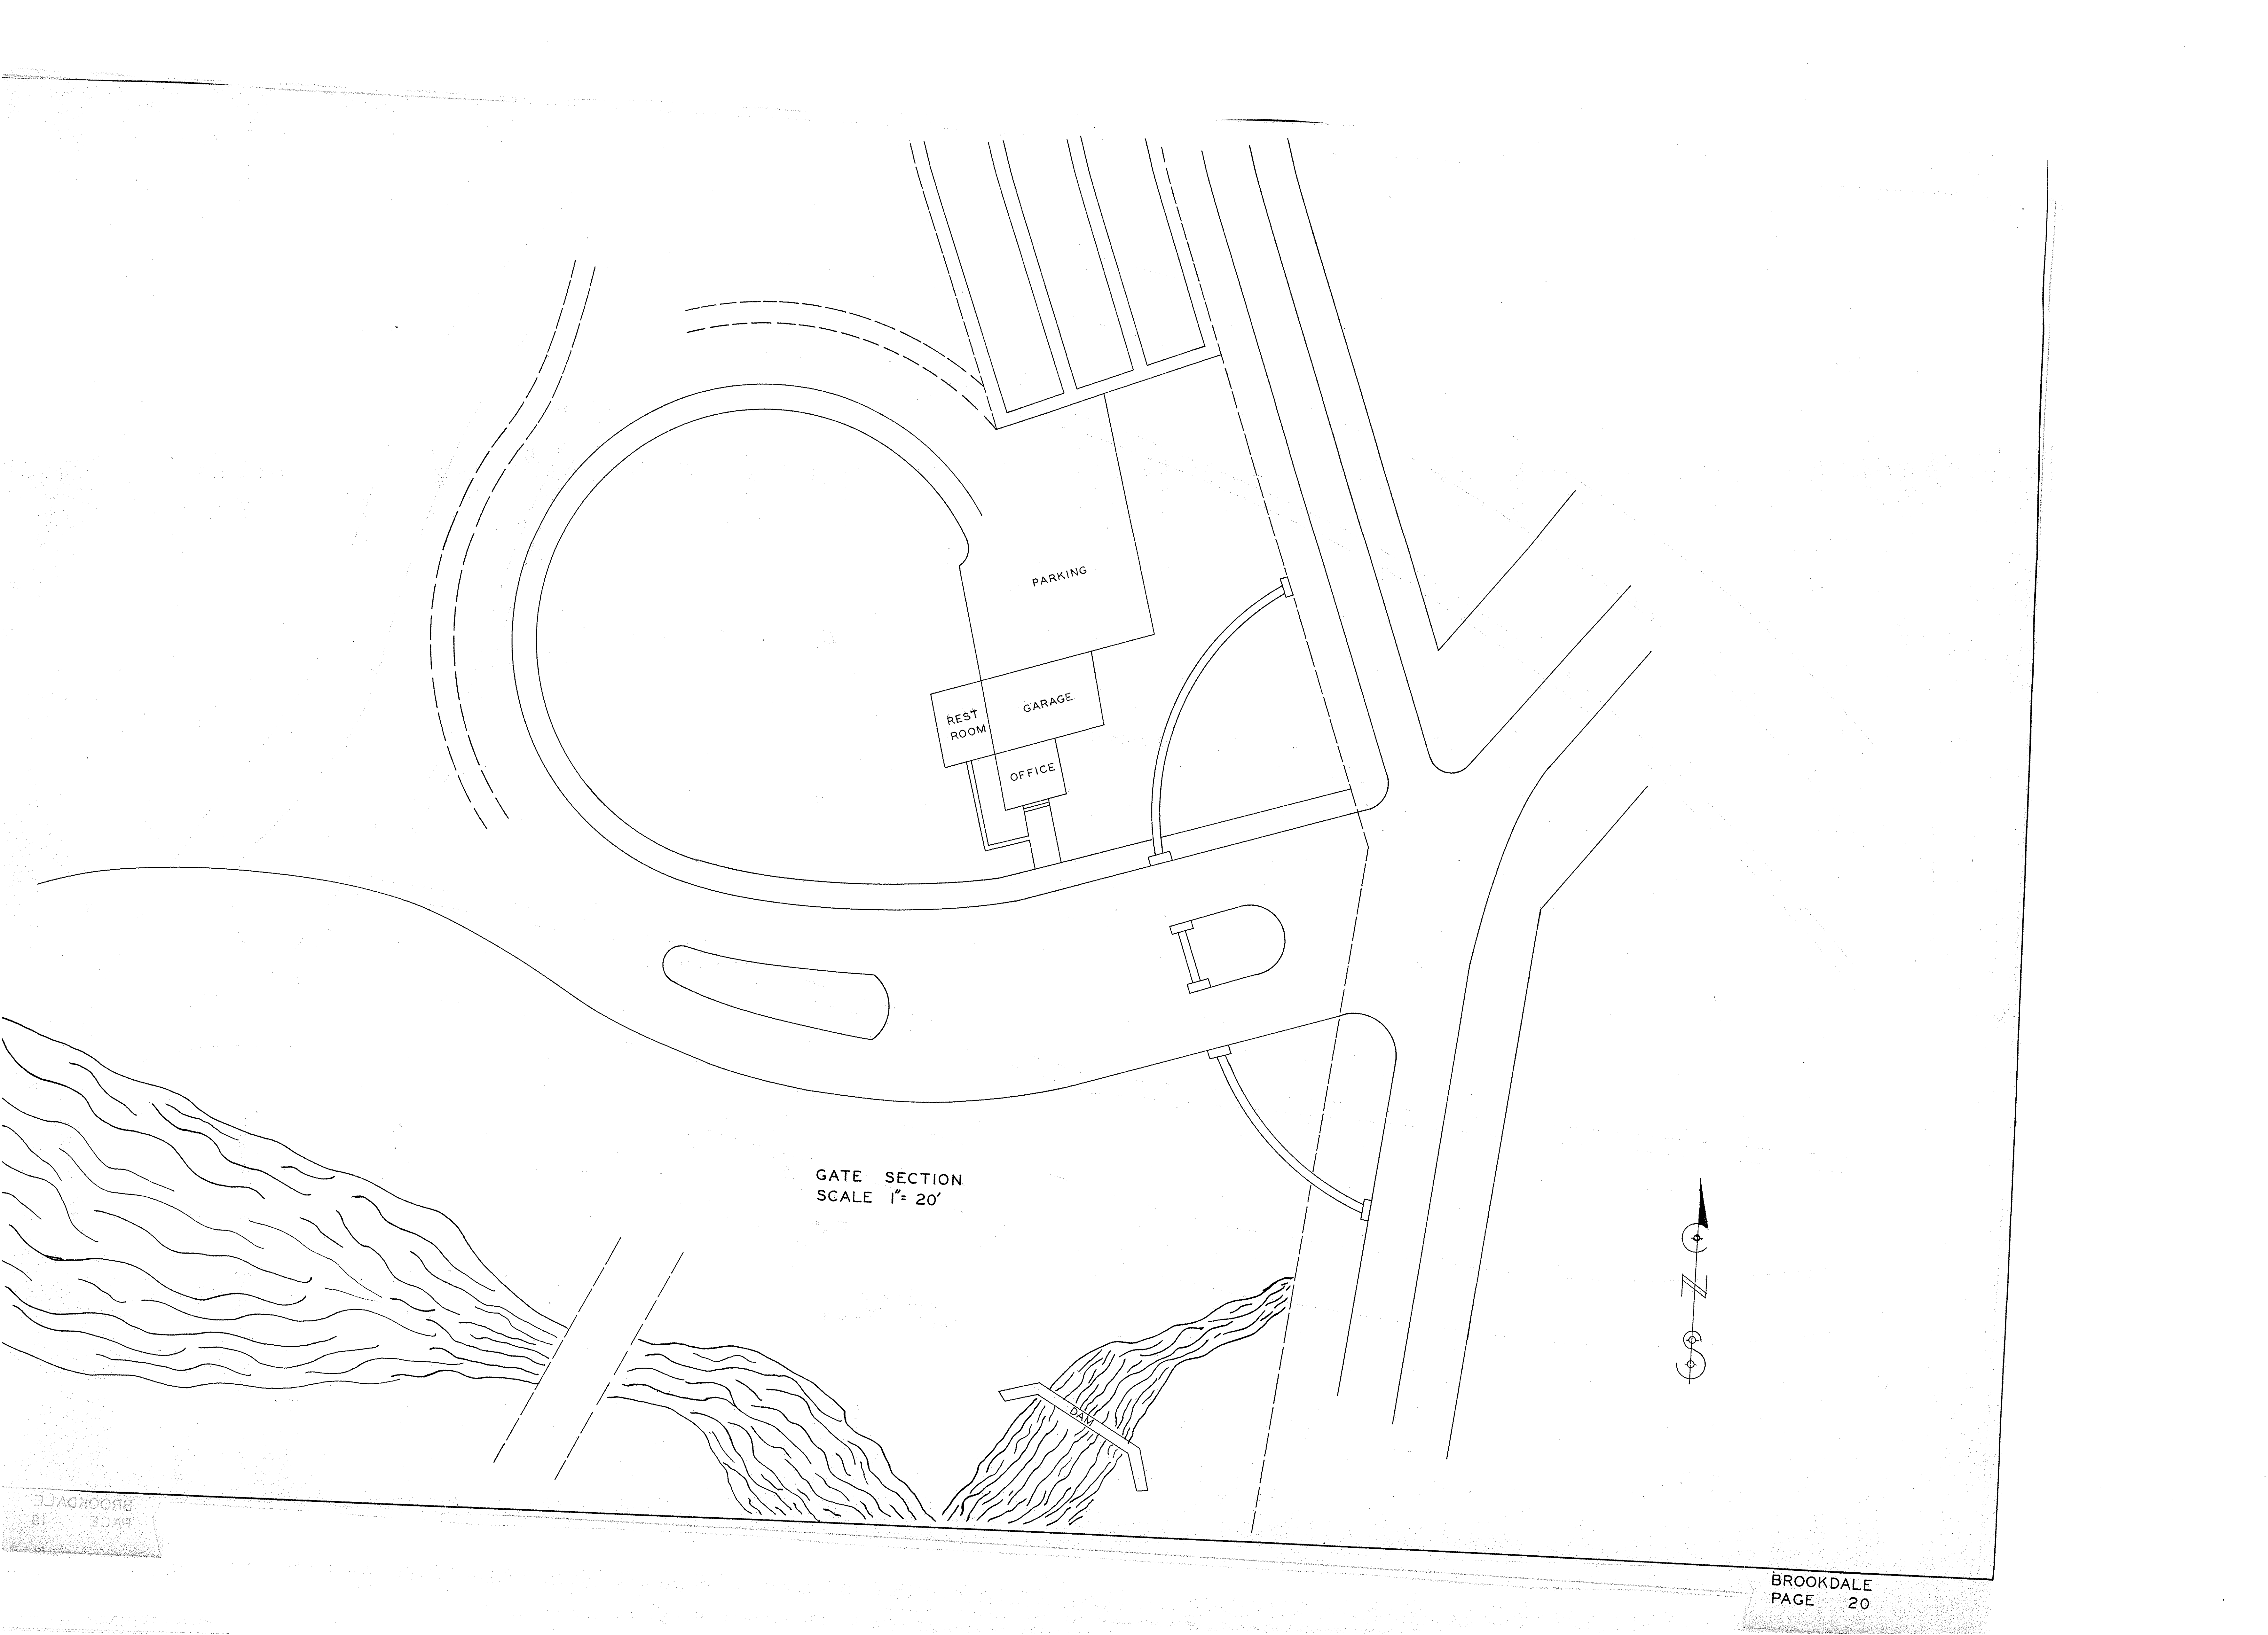 PARKING
GARAGE
REST
ROOM
OFFICE
GATE SECTION
SCALE 1"= 20'
N
S
DAM
BROOKDALE
PAGE 19
BROOKDALE
PAGE 20